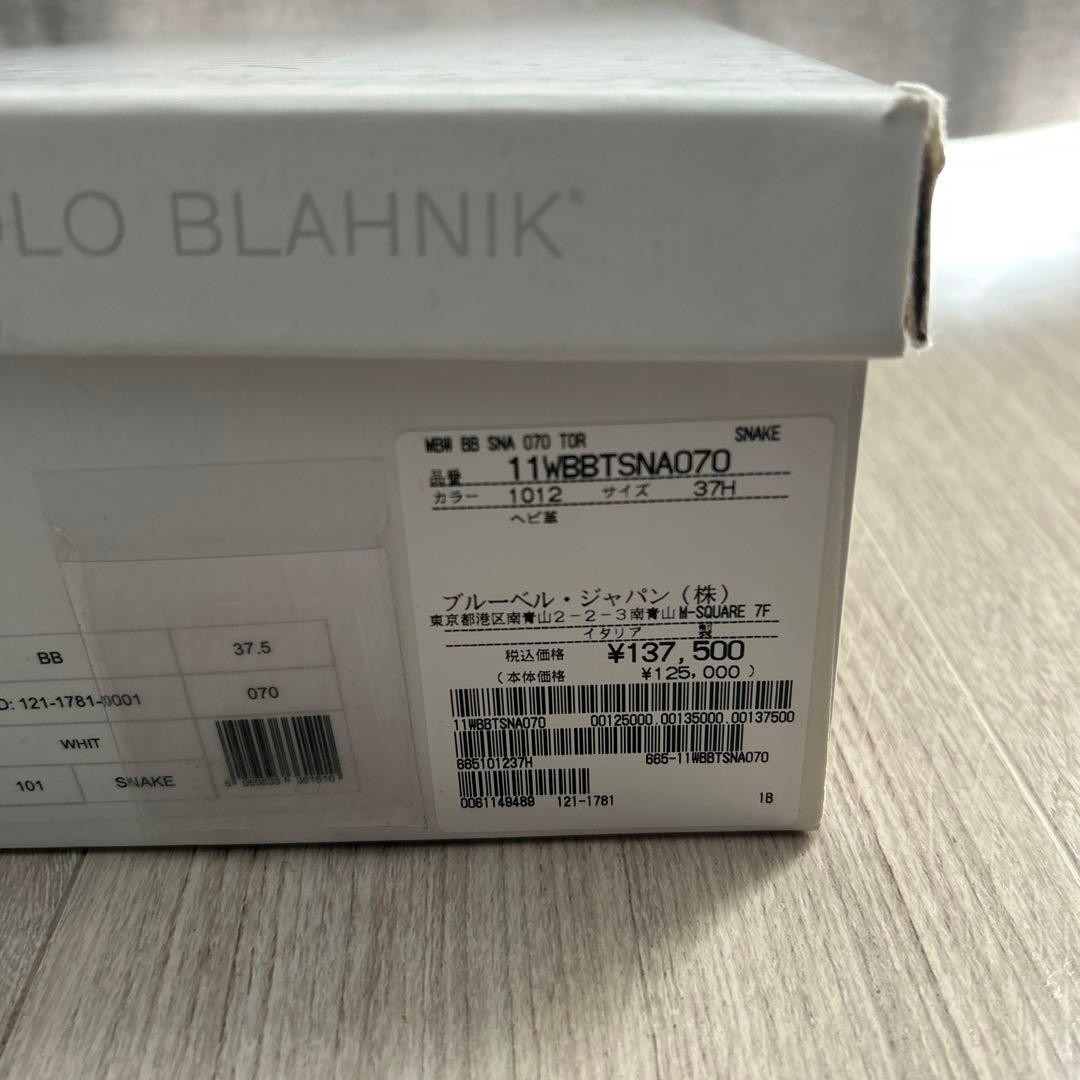 OLO BLAHNIK®
MBW BB SNA 070 TOR SNAKE
品番 11WBBTSNA070
カラー 1012 サイズ 37H
ヘビ革
ブルーベル・ジャパン(株)
東京都港区南青山2-2-3南青山M-SQUARE 7F
イタリア 製
税込価格 ¥137,500
(本体価格 ¥125,000)
11WBBTSNA070 00125000.00135000.00137500
665101237H 665-11WBBTSNA070
0061149489 121-1781 1B
BB 37.5
O: 121-1781-0001 070
WHIT
101 SNAKE